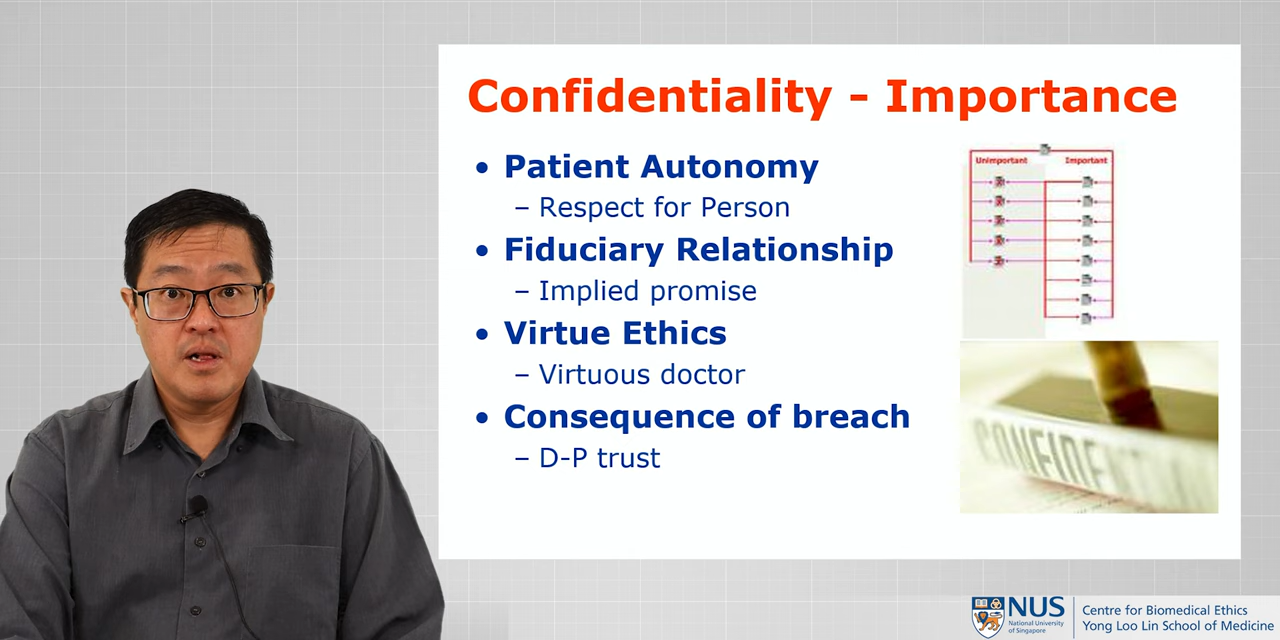 Confidentiality - Importance
• Patient Autonomy
– Respect for Person
• Fiduciary Relationship
– Implied promise
• Virtue Ethics
– Virtuous doctor
• Consequence of breach
– D-P trust
Unimportant
Important
CONFIDENT
NUS
National University
of Singapore
Centre for Biomedical Ethics
Yong Loo Lin School of Medicine